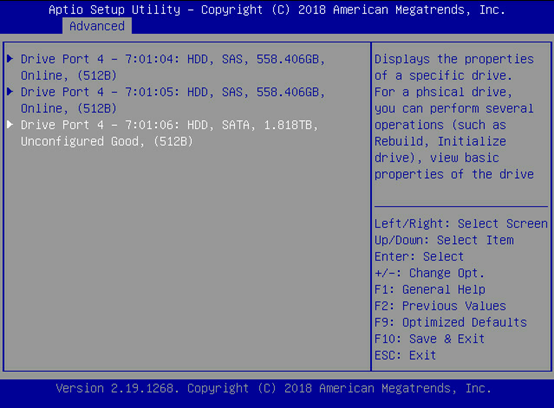 Aptio Setup Utility – Copyright (C) 2018 American Megatrends, Inc.
Advanced
Drive Port 4 – 7:01:04: HDD, SAS, 558.406GB,
Online, (512B)
Drive Port 4 – 7:01:05: HDD, SAS, 558.406GB,
Online, (512B)
Drive Port 4 – 7:01:06: HDD, SATA, 1.818TB,
Unconfigured Good, (512B)
Displays the properties
of a specific drive.
For a phsical drive,
you can perform several
operations (such as
Rebuild, Initialize
drive), view basic
properties of the drive
Left/Right: Select Screen
Up/Down: Select Item
Enter: Select
+/-: Change Opt.
F1: General Help
F2: Previous Values
F9: Optimized Defaults
F10: Save & Exit
ESC: Exit
Version 2.19.1268. Copyright (C) 2018 American Megatrends, Inc.